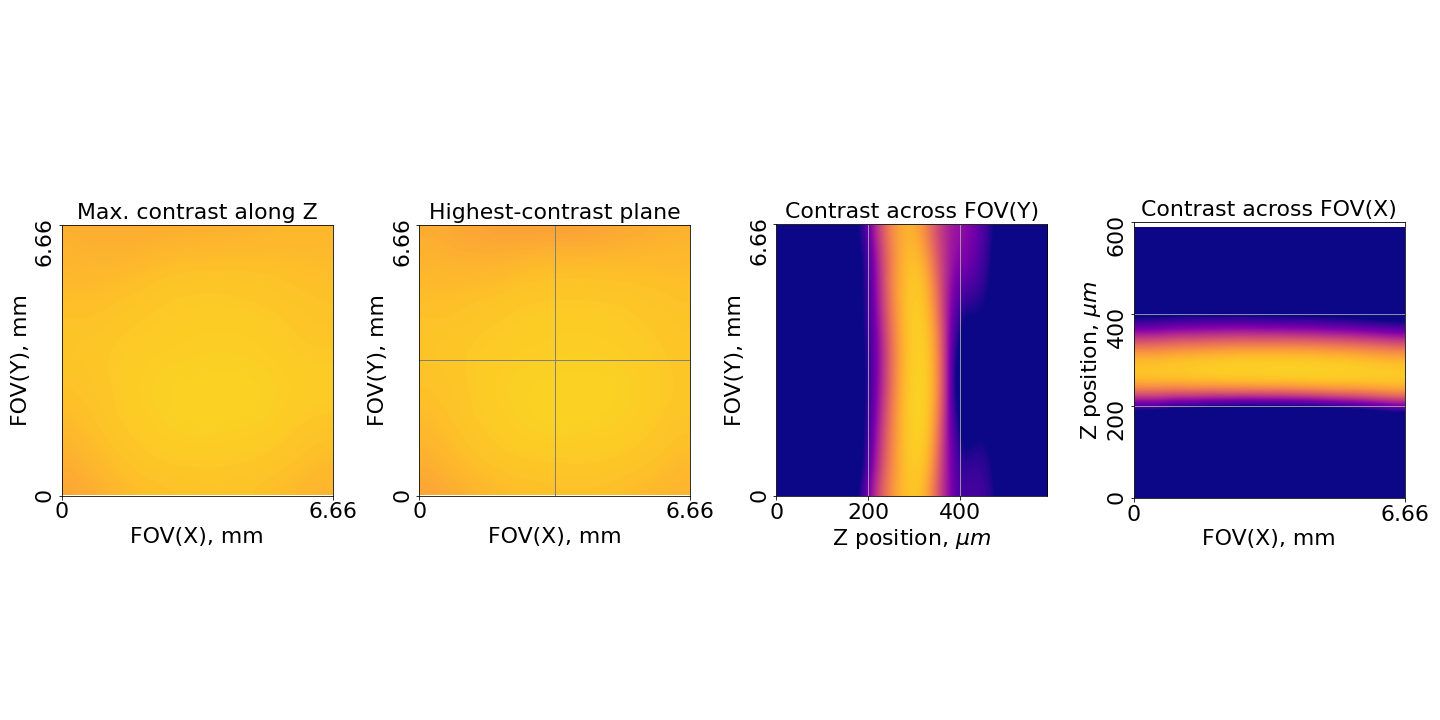 Max. contrast along Z
FOV(Y), mm
6.66
0
0
6.66
FOV(X), mm
Highest-contrast plane
FOV(Y), mm
6.66
0
0
6.66
FOV(X), mm
Contrast across FOV(Y)
FOV(Y), mm
6.66
0
0
200
400
Z position, μm
Contrast across FOV(X)
Z position, μm
600
400
200
0
0
6.66
FOV(X), mm